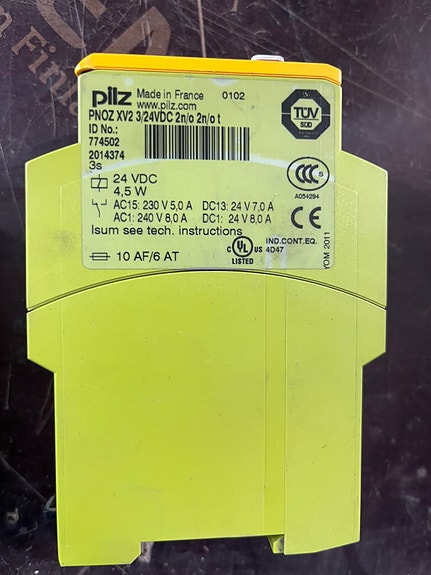 pilz Made in France 0102
www.pilz.com
PNOZ XV2 3/24VDC 2n/o 2n/o t
ID No.:
774502
2014374
3s
TÜV
SÜD
CCC S
A054294
24 VDC
4,5 W
AC15: 230 V 5,0 A DC13: 24 V 7,0 A
AC1: 240 V 8,0 A DC1: 24 V 8,0 A
Isum see tech. instructions
CE
C UL US
LISTED
IND.CONT.EQ.
4D47
10 AF/6 AT
YOM 2011